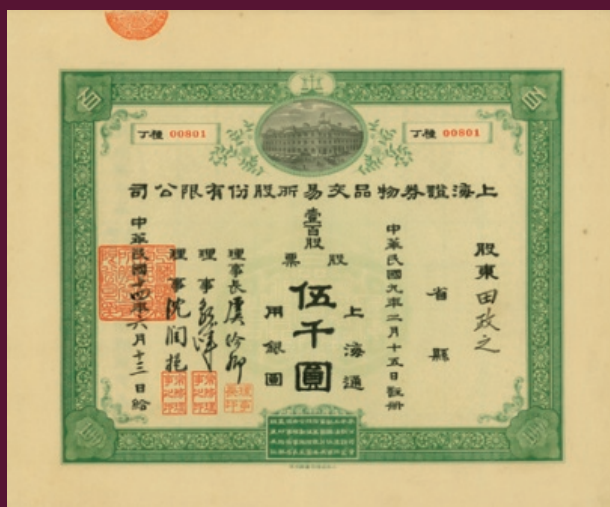 丁種 00801
丁種 00801
上海證券物品交易所股份有限公司
股東田政之
省
縣
中華民國九年二月十五日註冊
壹百股
股票
伍千圓
上海通用銀圓
理事長虞洽卿
理事
理事沈潤挹
中華民國十四年六月十三日給